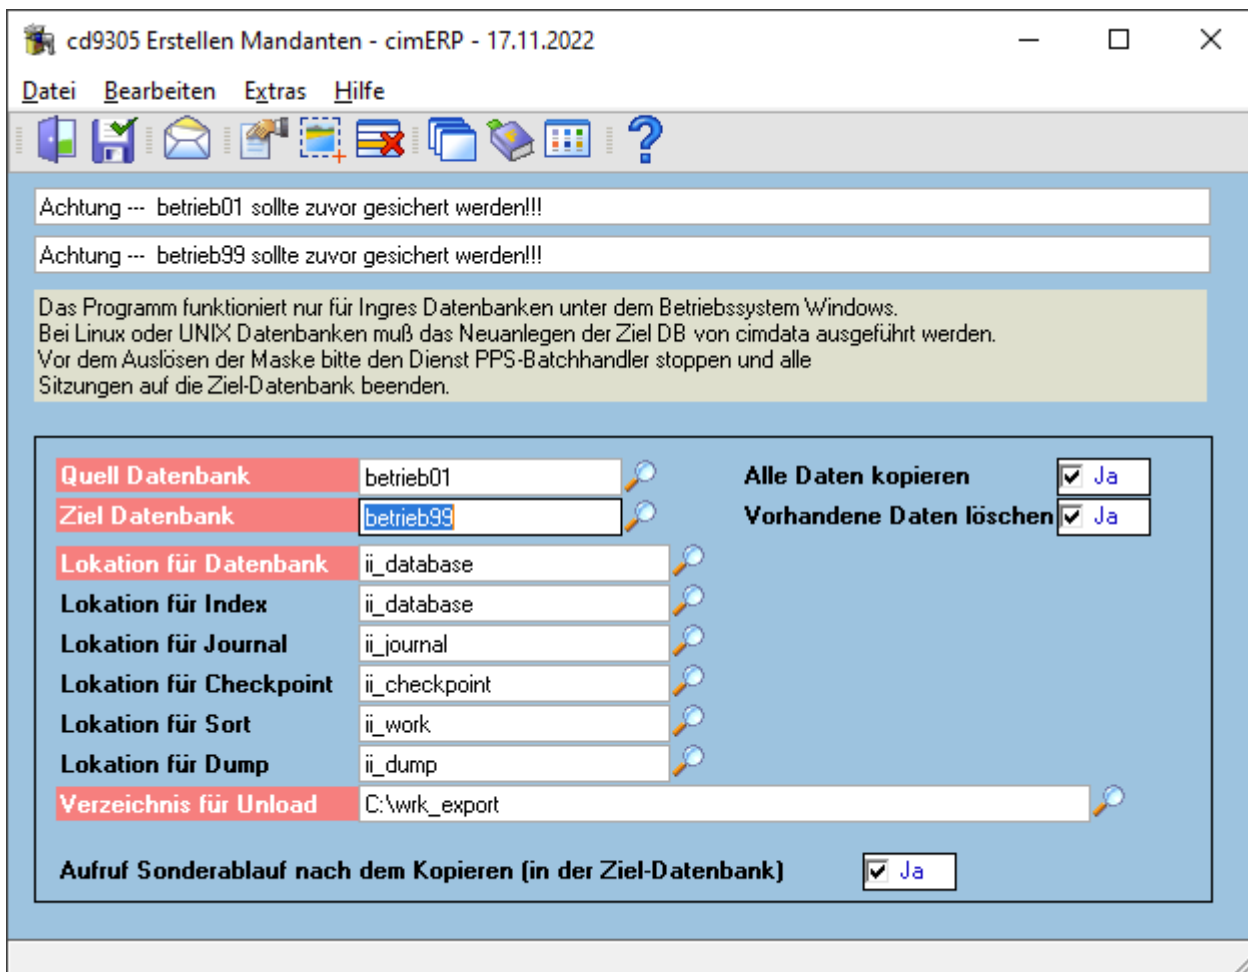 cd9305 Erstellen Mandanten - cimERP - 17.11.2022
Datei Bearbeiten Extras Hilfe
Achtung --- betrieb01 sollte zuvor gesichert werden!!!
Achtung --- betrieb99 sollte zuvor gesichert werden!!!
Das Programm funktioniert nur für Ingres Datenbanken unter dem Betriebssystem Windows.
Bei Linux oder UNIX Datenbanken muß das Neuanlegen der Ziel DB von cimdata ausgeführt werden.
Vor dem Auslösen der Maske bitte den Dienst PPS-Batchhandler stoppen und alle
Sitzungen auf die Ziel-Datenbank beenden.
Quell Datenbank betrieb01 Alle Daten kopieren Ja
Ziel Datenbank betrieb99 Vorhandene Daten löschen Ja
Lokation für Datenbank ii_database
Lokation für Index ii_database
Lokation für Journal ii_journal
Lokation für Checkpoint ii_checkpoint
Lokation für Sort ii_work
Lokation für Dump ii_dump
Verzeichnis für Unload C:\wrk_export
Aufruf Sonderablauf nach dem Kopieren (in der Ziel-Datenbank) Ja